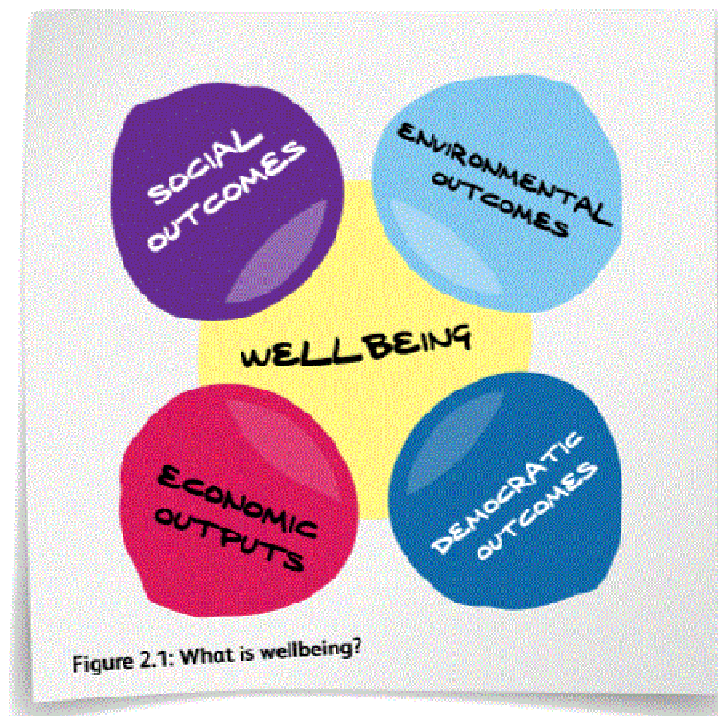 SOCIAL
OUTCOMES
ENVIRONMENTAL
OUTCOMES
WELLBEING
ECONOMIC
OUTPUTS
DEMOCRATIC
OUTCOMES
Figure 2.1: What is wellbeing?